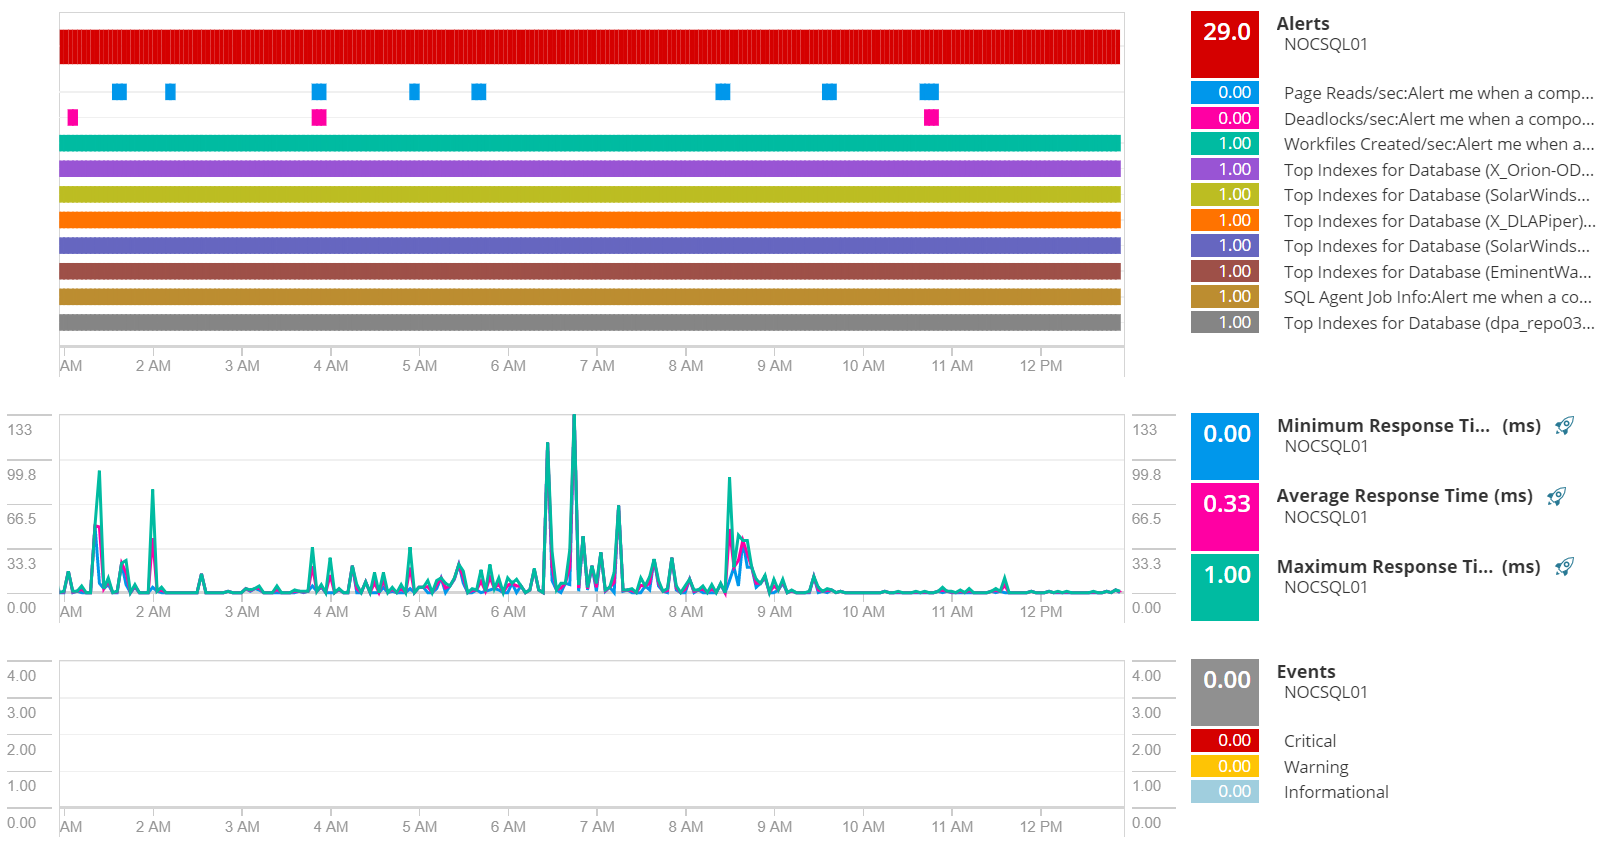 29.0 Alerts
NOCSQL01
0.00 Page Reads/sec:Alert me when a comp...
0.00 Deadlocks/sec:Alert me when a compo...
1.00 Workfiles Created/sec:Alert me when a...
1.00 Top Indexes for Database (X_Orion-OD...
1.00 Top Indexes for Database (SolarWinds...
1.00 Top Indexes for Database (X_DLAPiper)...
1.00 Top Indexes for Database (SolarWinds...
1.00 Top Indexes for Database (EminentWa...
1.00 SQL Agent Job Info:Alert me when a co...
1.00 Top Indexes for Database (dpa_repo03...
AM 2 AM 3 AM 4 AM 5 AM 6 AM 7 AM 8 AM 9 AM 10 AM 11 AM 12 PM
133 133
99.8 99.8
66.5 66.5
33.3 33.3
0.00 0.00
AM 2 AM 3 AM 4 AM 5 AM 6 AM 7 AM 8 AM 9 AM 10 AM 11 AM 12 PM
0.00 Minimum Response Ti... (ms)
NOCSQL01
0.33 Average Response Time (ms)
NOCSQL01
1.00 Maximum Response Ti... (ms)
NOCSQL01
4.00 4.00
3.00 3.00
2.00 2.00
1.00 1.00
0.00 0.00
AM 2 AM 3 AM 4 AM 5 AM 6 AM 7 AM 8 AM 9 AM 10 AM 11 AM 12 PM
0.00 Events
NOCSQL01
0.00 Critical
0.00 Warning
0.00 Informational